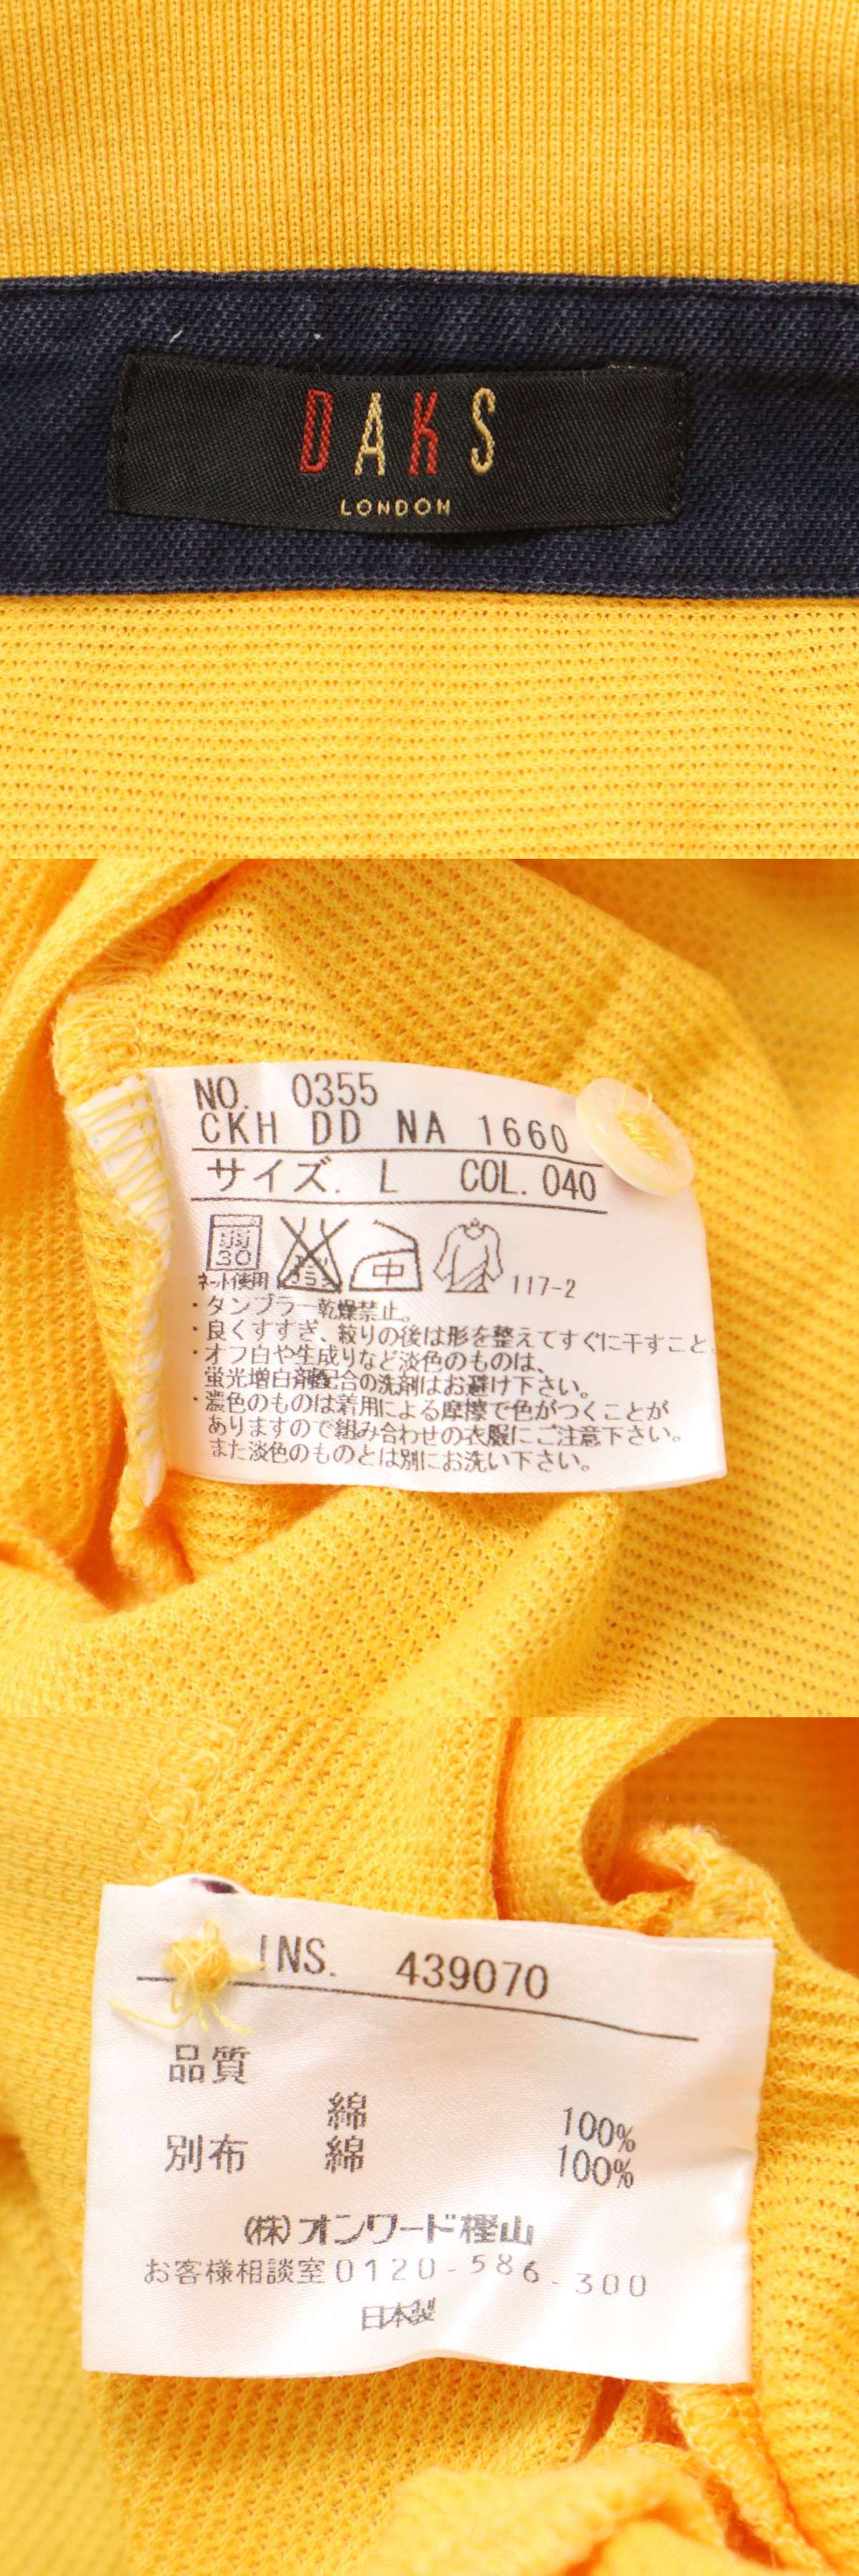 DAKS
LONDON
NO. 0355
CKH DD NA 1660
サイズ. L COL. 040
弱
30
中
ネット使用
117-2
・タンブラー乾燥禁止。
・良くすすぎ、絞りの後は形を整えてすぐに干すこと。
・オフ白や生成りなど淡色のものは、
蛍光増白剤配合の洗剤はお避け下さい。
・濃色のものは着用による摩擦で色がつくことが
ありますので組み合わせの衣服にご注意下さい。
また淡色のものとは別にお洗い下さい。
INS. 439070
品質
綿 100%
別布 綿 100%
(株)オンワード樫山
お客様相談室0120-586-300
日本製